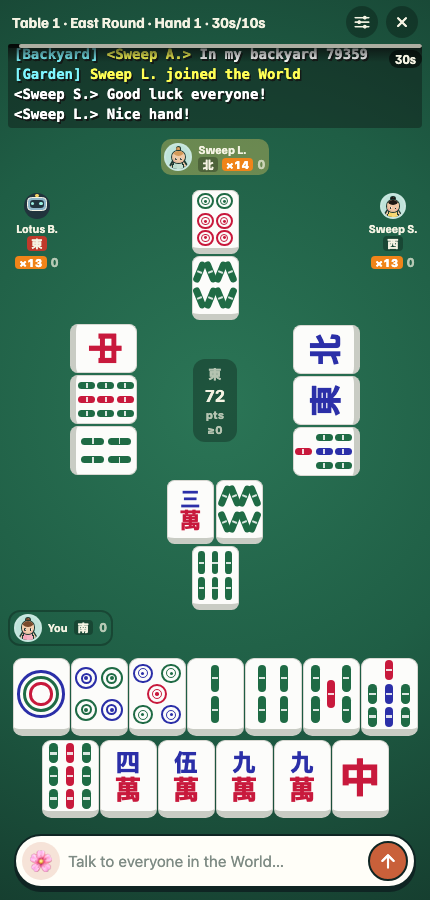 Table 1 · East Round · Hand 1 · 30s/10s
[Backyard] <Sweep A.> In my backyard 79359
30s
[Garden] Sweep L. joined the World
<Sweep S.> Good luck everyone!
<Sweep L.> Nice hand!
Sweep L.
北 ×14 0
Lotus B.
東
×13 0
Sweep S.
西
×13 0
中
北
東
東
72
pts
≥0
三萬
You 南 0
四萬 伍萬 九萬 九萬 中
Talk to everyone in the World...